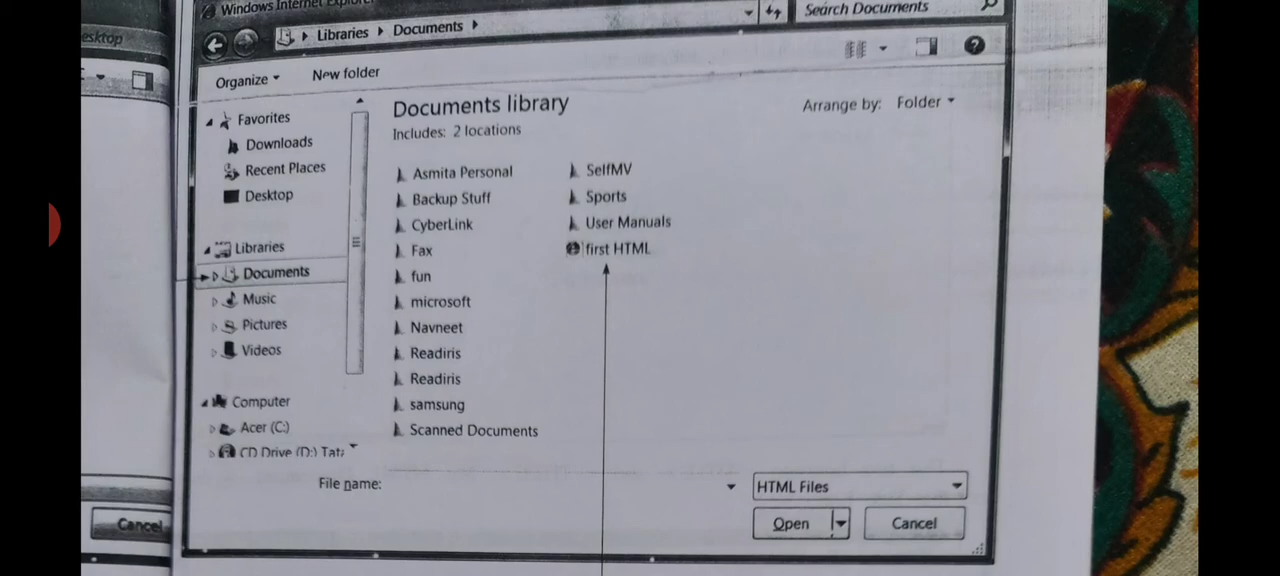 Windows Internet Explorer
esktop
Libraries
Documents
Search Documents
Organize
New folder
Favorites
Downloads
Recent Places
Desktop
Libraries
Documents
Music
Pictures
Videos
Computer
Acer (C:)
CD Drive (D:) Tata
Documents library
Includes: 2 locations
Arrange by: Folder
Asmita Personal
Backup Stuff
CyberLink
Fax
fun
microsoft
Navneet
Readiris
Readiris
samsung
Scanned Documents
SelfMV
Sports
User Manuals
first HTML
File name:
HTML Files
Open
Cancel
Cancel